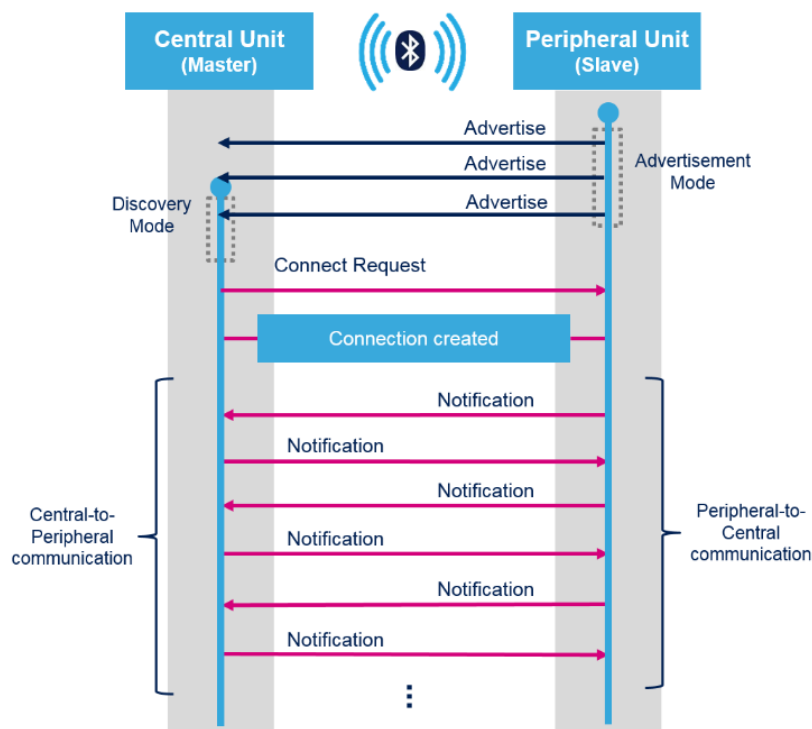 Central Unit
(Master)
Peripheral Unit
(Slave)
Advertise
Advertise
Advertise
Advertisement
Mode
Discovery
Mode
Connect Request
Connection created
Notification
Notification
Notification
Notification
Notification
Notification
Central-to-
Peripheral
communication
Peripheral-to-
Central
communication